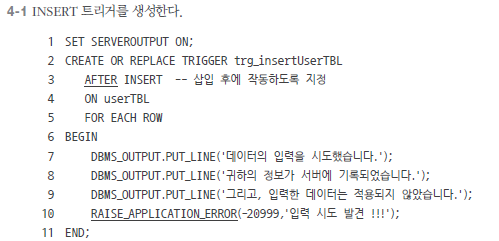 4-1 INSERT 트리거를 생성한다.
1 SET SERVEROUTPUT ON;
2 CREATE OR REPLACE TRIGGER trg_insertUserTBL
3 AFTER INSERT -- 삽입 후에 작동하도록 지정
4 ON userTBL
5 FOR EACH ROW
6 BEGIN
7 DBMS_OUTPUT.PUT_LINE('데이터의 입력을 시도했습니다.');
8 DBMS_OUTPUT.PUT_LINE('귀하의 정보가 서버에 기록되었습니다.');
9 DBMS_OUTPUT.PUT_LINE('그리고, 입력한 데이터는 적용되지 않았습니다.');
10 RAISE_APPLICATION_ERROR(-20999,'입력 시도 발견 !!!');
11 END;